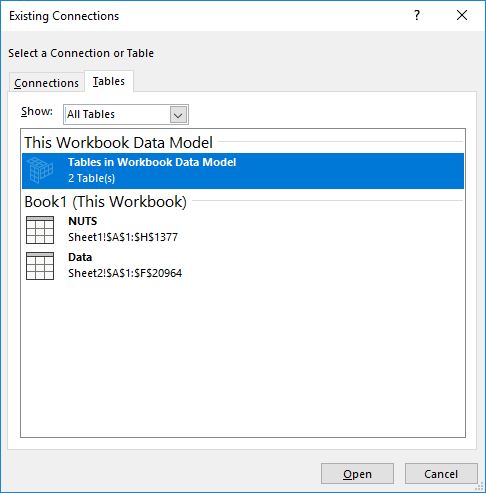 Existing Connections
?
Select a Connection or Table
Connections
Tables
Show:
All Tables
This Workbook Data Model
Tables in Workbook Data Model
2 Table(s)
Book1 (This Workbook)
NUTS
Sheet1!$A$1:$H$1377
Data
Sheet2!$A$1:$F$20964
Open
Cancel